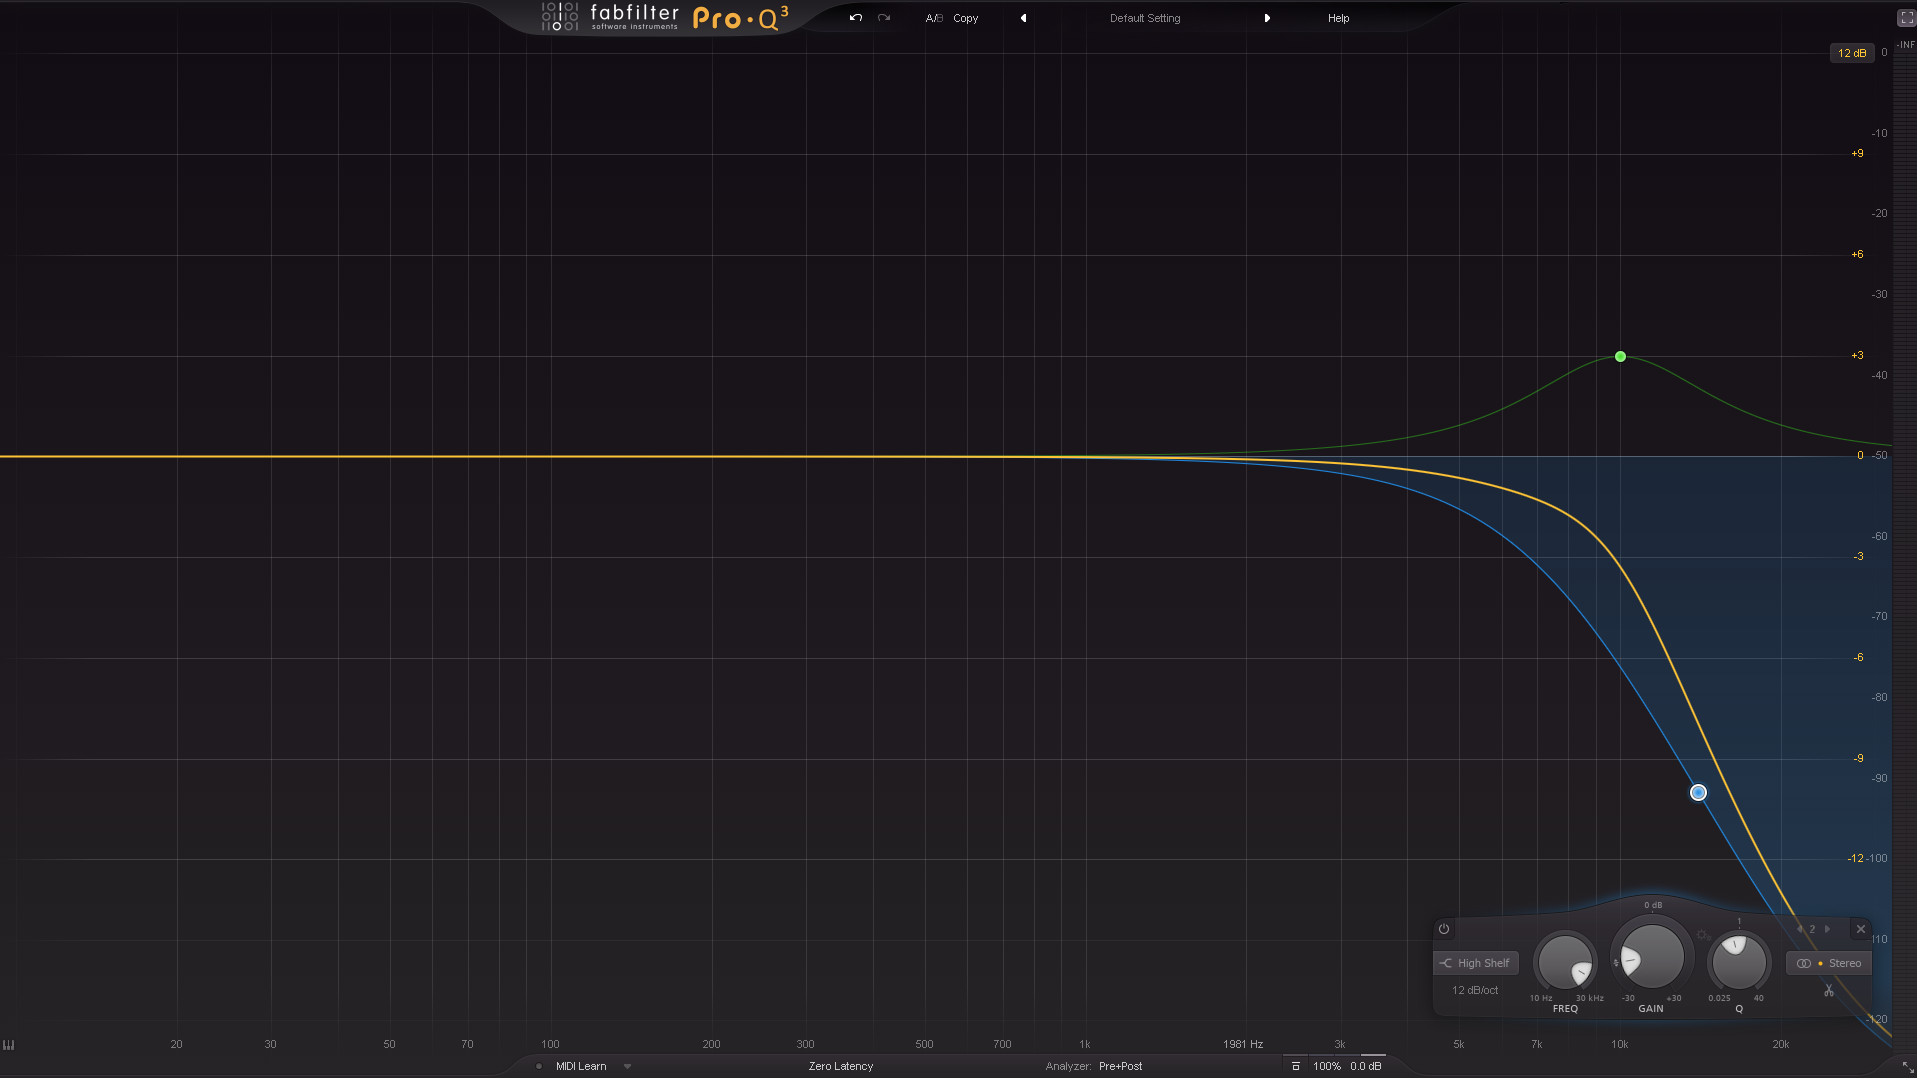 fabfilter Pro·Q 3
software instruments
A/B Copy Default Setting Help
-INF
12 dB 0
-10
+9
-20
+6
-30
+3
-40
0 -50
-60
-3
-70
-6
-80
-9
-90
-12 -100
0 dB
1
2
-110
High Shelf
Stereo
12 dB/oct
10 Hz 30 kHz -30 +30 0.025 40
FREQ GAIN Q
-120
20 30 50 70 100 200 300 500 700 1k 1981 Hz 3k 5k 7k 10k 20k
MIDI Learn Zero Latency Analyzer: Pre+Post 100% 0.0 dB